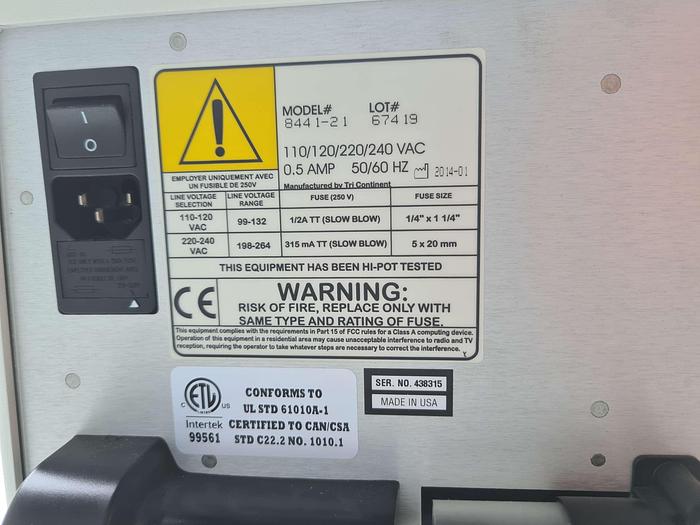 I
O
MODEL# LOT#
8441-21 67419
110/120/220/240 VAC
0.5 AMP 50/60 HZ 2014-01
Manufactured by Tri Continent
EMPLOYER UNIQUEMENT AVEC
UN FUSIBLE DE 250V
LINE VOLTAGE SELECTION LINE VOLTAGE RANGE FUSE (250 V) FUSE SIZE
110-120 VAC 99-132 1/2A TT (SLOW BLOW) 1/4" x 1 1/4"
220-240 VAC 198-264 315 mA TT (SLOW BLOW) 5 x 20 mm
THIS EQUIPMENT HAS BEEN HI-POT TESTED
CE
WARNING:
RISK OF FIRE, REPLACE ONLY WITH
SAME TYPE AND RATING OF FUSE.
This equipment complies with the requirements in Part 15 of FCC rules for a Class A computing device.
Operation of this equipment in a residential area may cause unacceptable interference to radio and TV
reception, requiring the operator to take whatever steps are necessary to correct the interference.
ETL
C US
Intertek
99561
CONFORMS TO
UL STD 61010A-1
CERTIFIED TO CAN/CSA
STD C22.2 NO. 1010.1
SER. NO. 438315
MADE IN USA